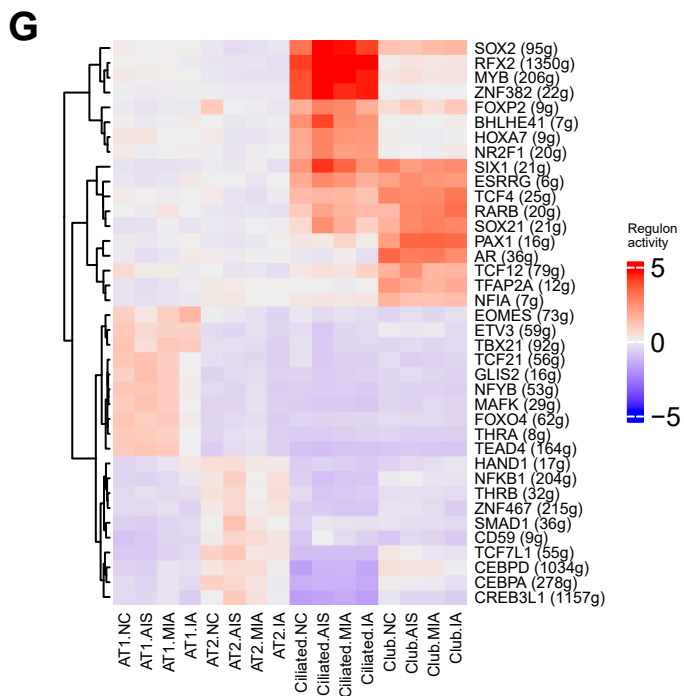 G
SOX2 (95g)
RFX2 (1350g)
MYB (206g)
ZNF382 (22g)
FOXP2 (9g)
BHLHE41 (7g)
HOXA7 (9g)
NR2F1 (20g)
SIX1 (21g)
ESRRG (6g)
TCF4 (25g)
RARB (20g)
SOX21 (21g)
PAX1 (16g)
AR (36g)
TCF12 (79g)
TFAP2A (12g)
NFIA (7g)
EOMES (73g)
ETV3 (59g)
TBX21 (92g)
TCF21 (56g)
GLIS2 (16g)
NFYB (53g)
MAFK (29g)
FOXO4 (62g)
THRA (8g)
TEAD4 (164g)
HAND1 (17g)
NFKB1 (204g)
THRB (32g)
ZNF467 (215g)
SMAD1 (36g)
CD59 (9g)
TCF7L1 (55g)
CEBPD (1034g)
CEBPA (278g)
CREB3L1 (1157g)
Regulon
activity
5
0
−5
AT1.NC
AT1.AIS
AT1.MIA
AT1.IA
AT2.NC
AT2.AIS
AT2.MIA
AT2.IA
Ciliated.NC
Ciliated.AIS
Ciliated.MIA
Ciliated.IA
Club.NC
Club.AIS
Club.MIA
Club.IA